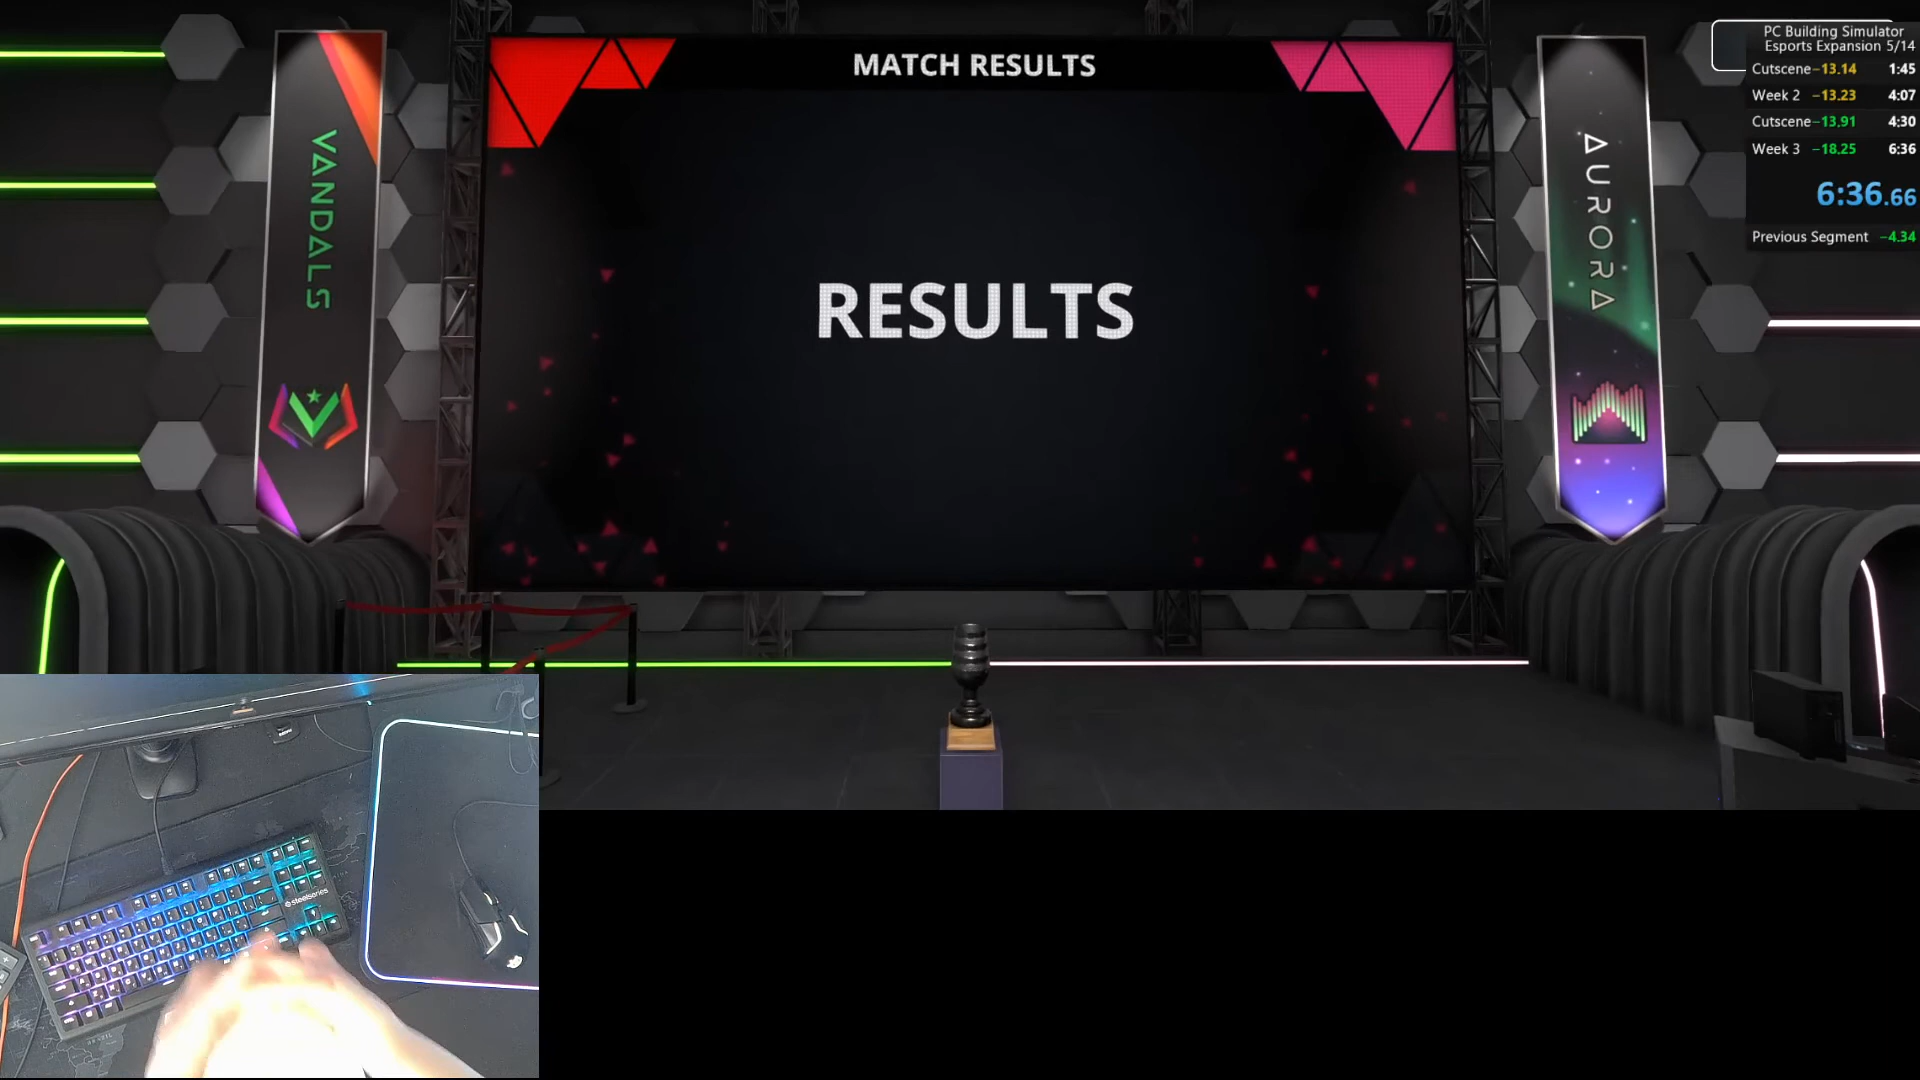 MATCH RESULTS
RESULTS
VANDALS
AURORA
PC Building Simulator
Esports Expansion 5/14
Cutscene -13.14 1:45
Week 2 -13.23 4:07
Cutscene -13.91 4:30
Week 3 -18.25 6:36
6:36.66
Previous Segment -4.34
steelseries